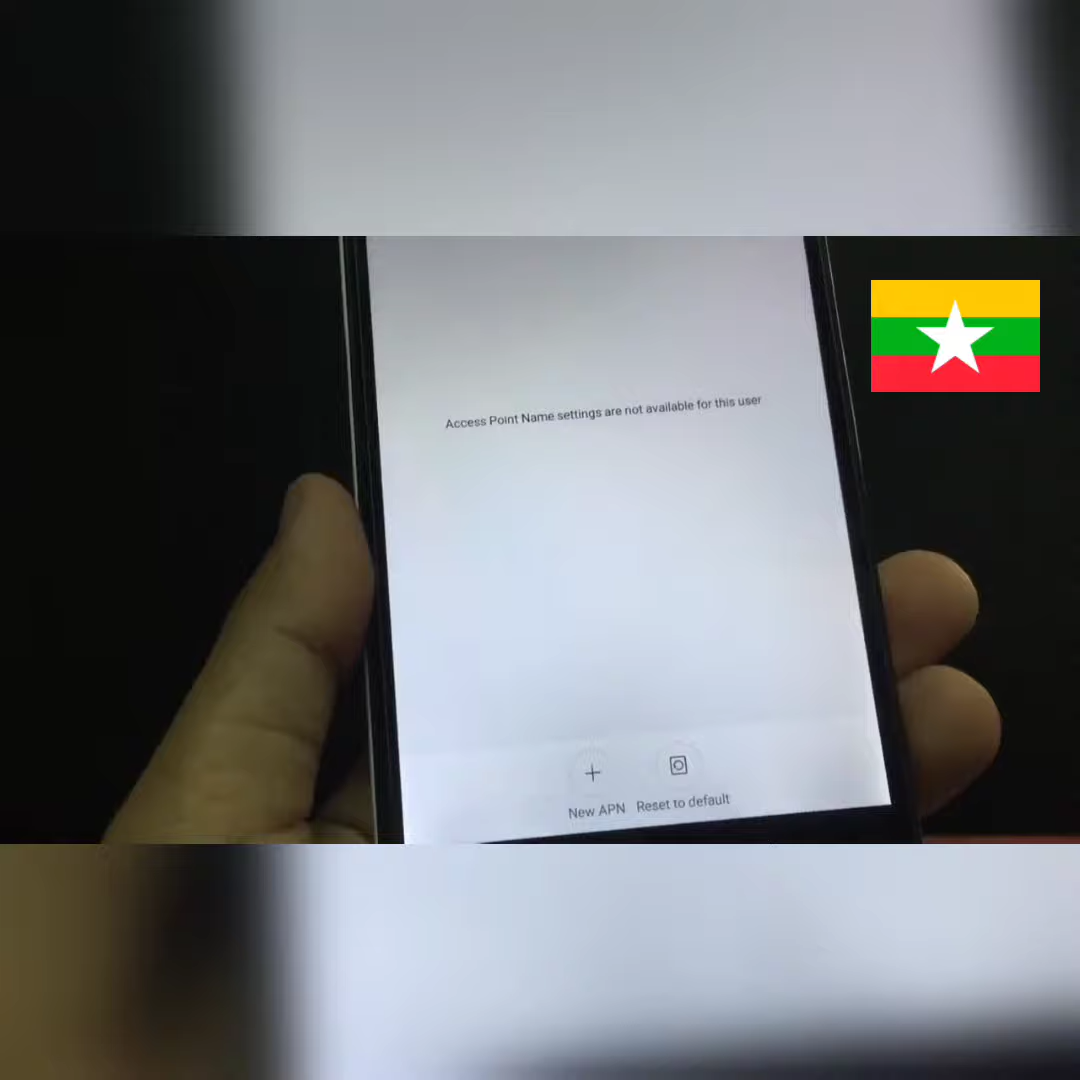 Access Point Name settings are not available for this user
New APN
Reset to default